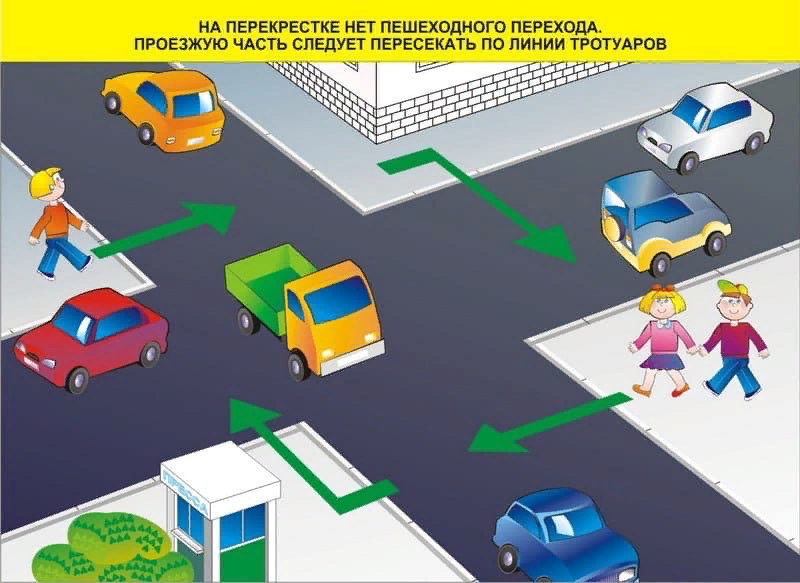 НА ПЕРЕКРЕСТКЕ НЕТ ПЕШЕХОДНОГО ПЕРЕХОДА.
ПРОЕЗЖУЮ ЧАСТЬ СЛЕДУЕТ ПЕРЕСЕКАТЬ ПО ЛИНИИ ТРОТУАРОВ
ПРЕССА